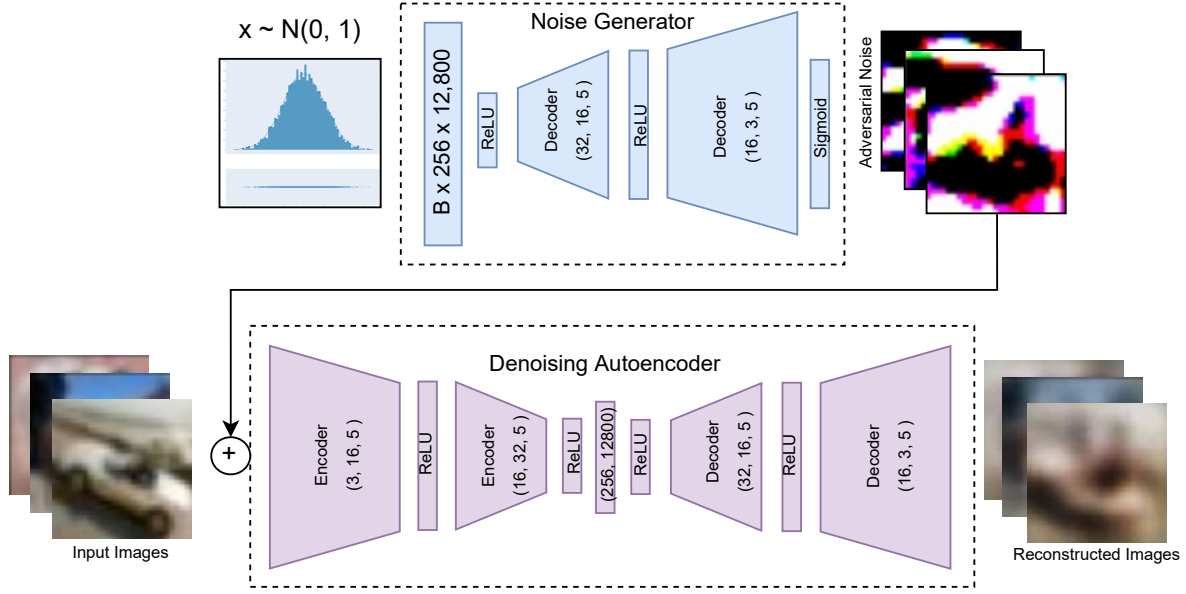 x ~ N(0, 1)
Noise Generator
B x 256 x 12,800
ReLU
Decoder
(32, 16, 5 )
ReLU
Decoder
(16, 3, 5 )
Sigmoid
Adversarial Noise
Denoising Autoencoder
+
Encoder
(3, 16, 5 )
ReLU
Encoder
(16, 32, 5 )
ReLU
(256, 12800)
ReLU
Decoder
(32, 16, 5 )
ReLU
Decoder
(16, 3, 5 )
Input Images
Reconstructed Images